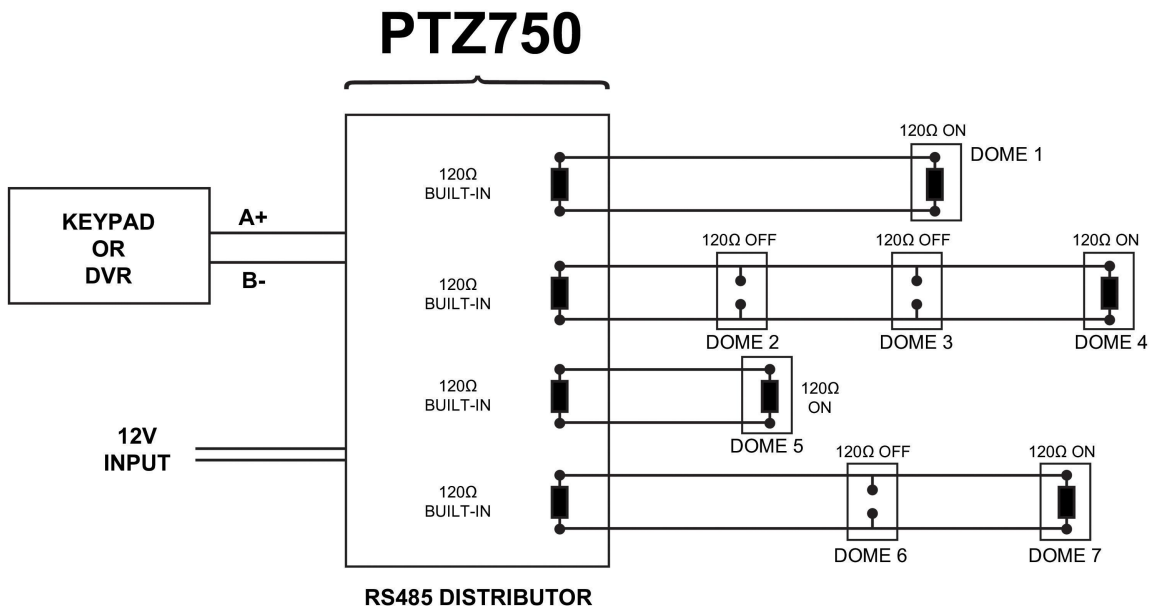 PTZ750
KEYPAD
OR
DVR
A+
B-
12V
INPUT
120Ω
BUILT-IN
120Ω
BUILT-IN
120Ω
BUILT-IN
120Ω
BUILT-IN
120Ω ON
DOME 1
120Ω OFF
120Ω OFF
120Ω ON
DOME 2
DOME 3
DOME 4
120Ω
ON
DOME 5
120Ω OFF
120Ω ON
DOME 6
DOME 7
RS485 DISTRIBUTOR